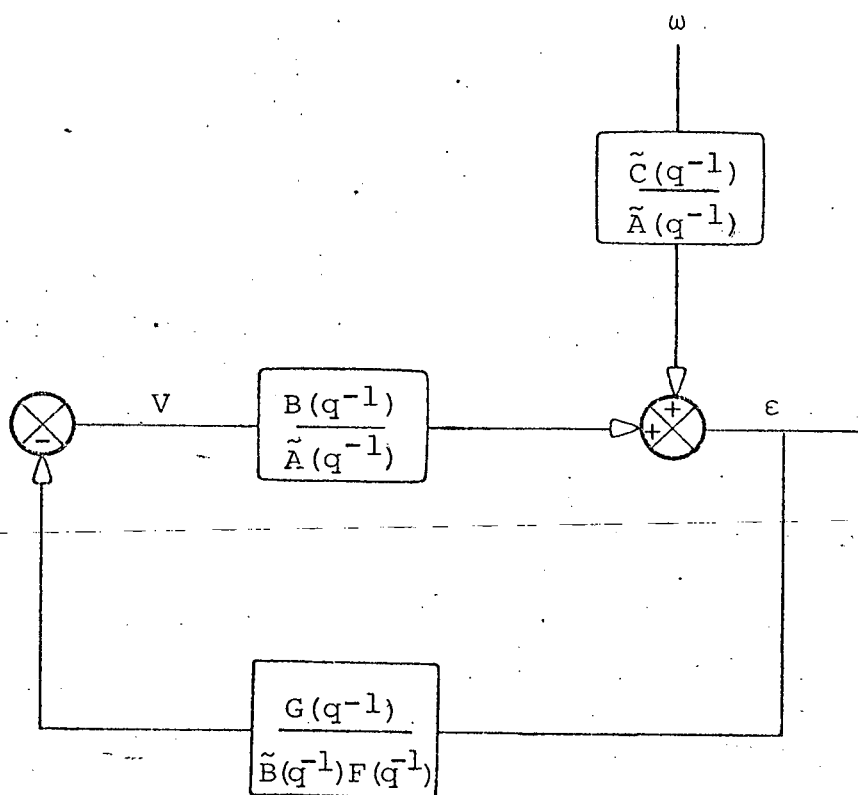 ω
C̃(q⁻¹)
Ã(q⁻¹)
+
V
B(q⁻¹)
Ã(q⁻¹)
+
ε
-
G(q⁻¹)
B̃(q⁻¹)F(q⁻¹)